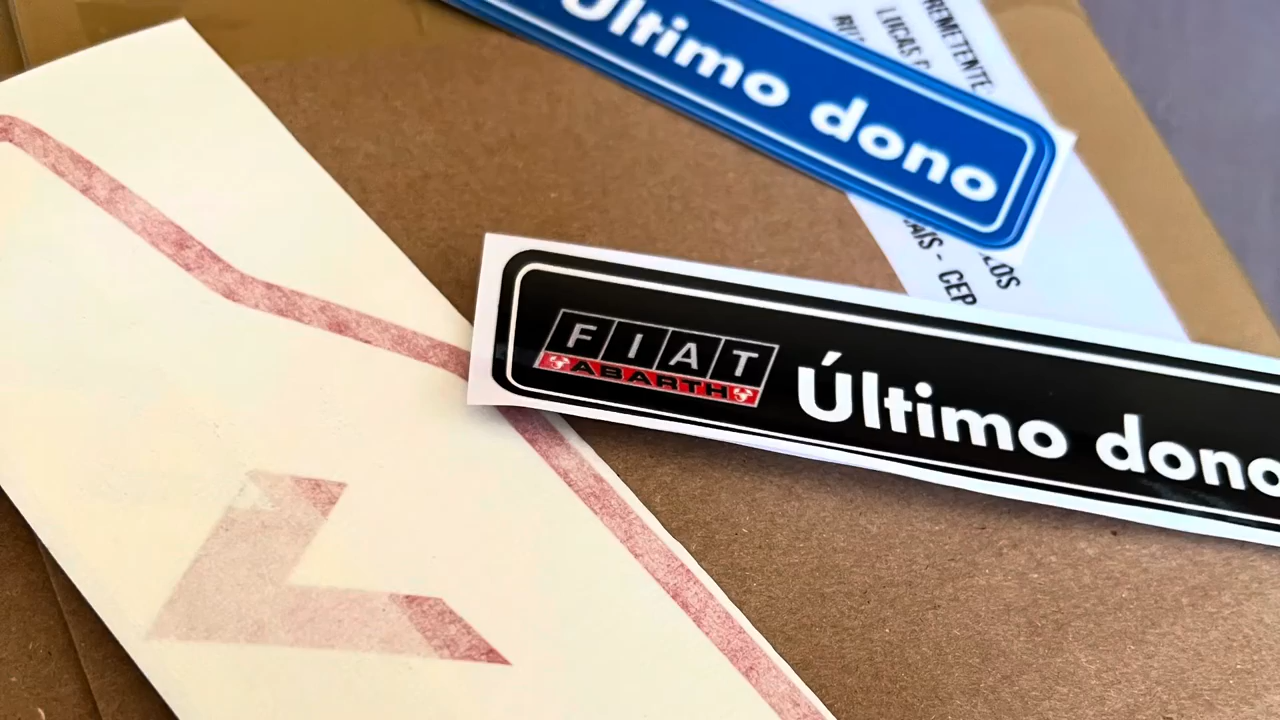 Último dono
REMETENTE
LUCAS
CEP
FIAT
ABARTH
Último dono